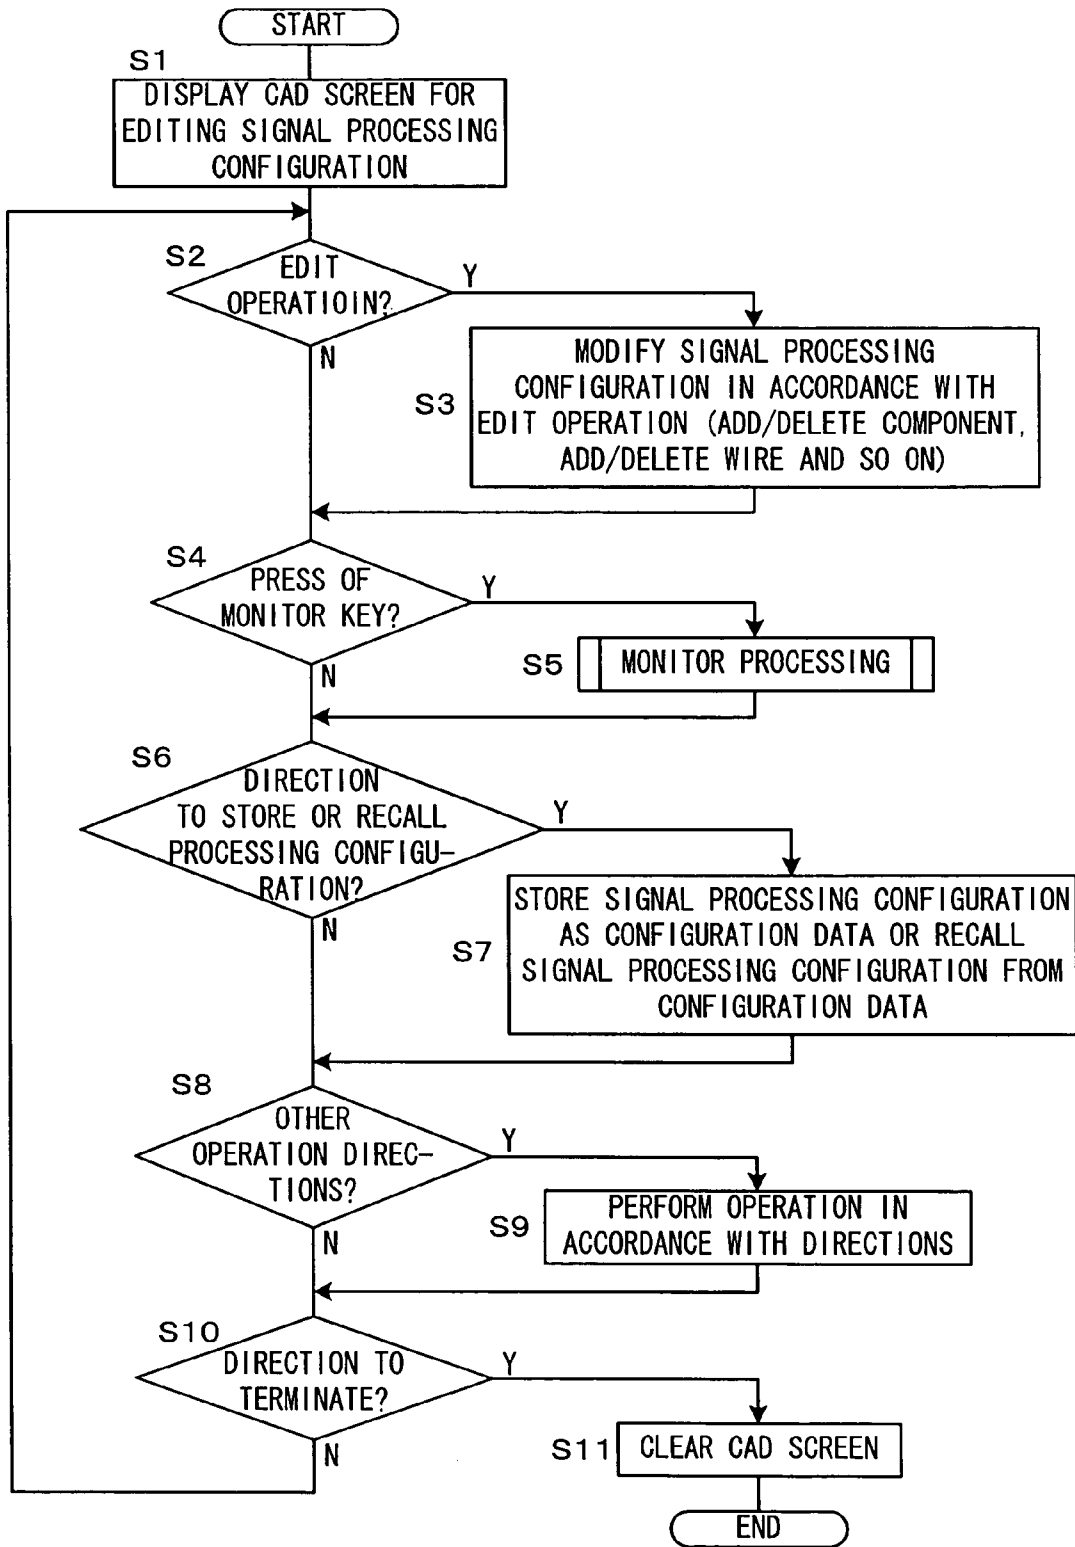 START
S1
DISPLAY CAD SCREEN FOR
EDITING SIGNAL PROCESSING
CONFIGURATION
S2
EDIT
OPERATIOIN?
Y
N
S3
MODIFY SIGNAL PROCESSING
CONFIGURATION IN ACCORDANCE WITH
EDIT OPERATION (ADD/DELETE COMPONENT,
ADD/DELETE WIRE AND SO ON)
S4
PRESS OF
MONITOR KEY?
Y
N
S5
MONITOR PROCESSING
S6
DIRECTION
TO STORE OR RECALL
PROCESSING CONFIGU-
RATION?
Y
N
S7
STORE SIGNAL PROCESSING CONFIGURATION
AS CONFIGURATION DATA OR RECALL
SIGNAL PROCESSING CONFIGURATION FROM
CONFIGURATION DATA
S8
OTHER
OPERATION DIREC-
TIONS?
Y
N
S9
PERFORM OPERATION IN
ACCORDANCE WITH DIRECTIONS
S10
DIRECTION TO
TERMINATE?
Y
N
S11
CLEAR CAD SCREEN
END